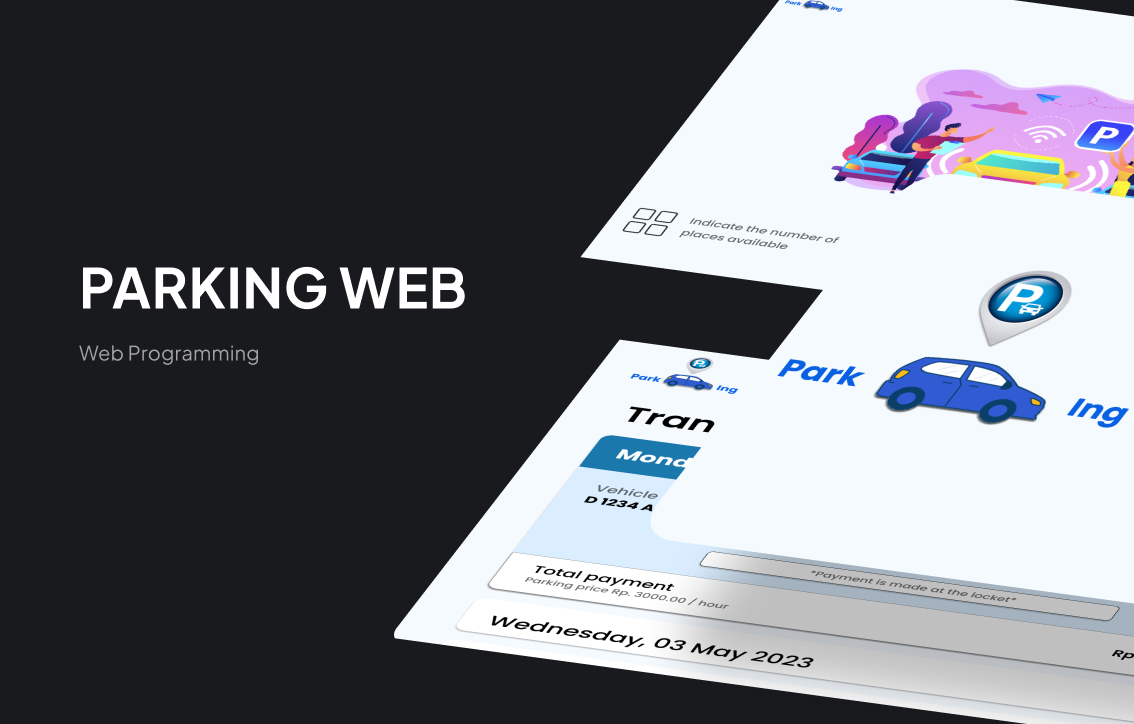 PARKING WEB
Web Programming
Park Ing
P
Indicate the number of
places available
P
Park Ing
P
Park Ing
Tran
Mond
Vehicle
D 1234 A
*Payment is made at the locket*
Total payment
Parking price Rp. 3000.00 / hour
Rp
Wednesday, 03 May 2023